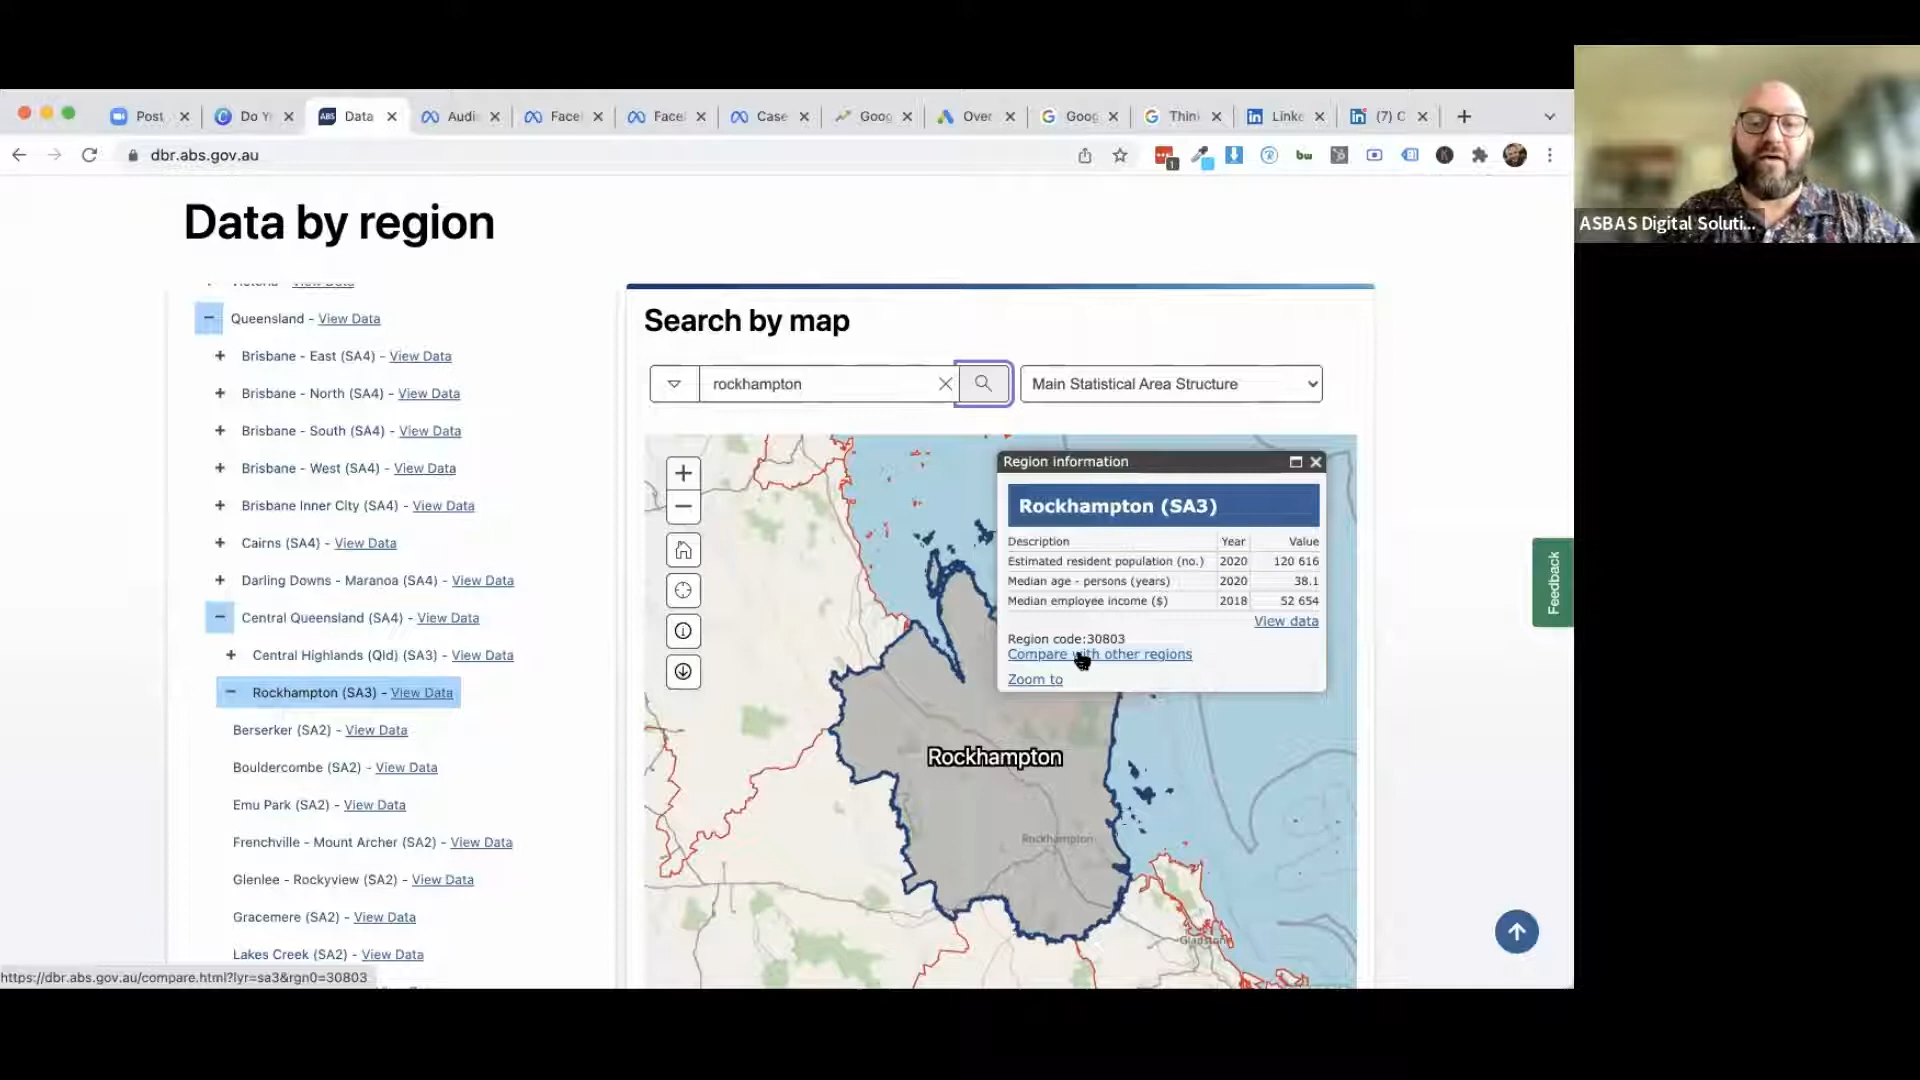 Post
Do Y
Data
Audi
Face
Face
Case
Goog
Over
Goog
Thin
Linke
(7) C
dbr.abs.gov.au
ASBAS Digital Soluti...
Data by region
Victoria - View Data
Queensland - View Data
Brisbane - East (SA4) - View Data
Brisbane - North (SA4) - View Data
Brisbane - South (SA4) - View Data
Brisbane - West (SA4) - View Data
Brisbane Inner City (SA4) - View Data
Cairns (SA4) - View Data
Darling Downs - Maranoa (SA4) - View Data
Central Queensland (SA4) - View Data
Central Highlands (Qld) (SA3) - View Data
Rockhampton (SA3) - View Data
Berserker (SA2) - View Data
Bouldercombe (SA2) - View Data
Emu Park (SA2) - View Data
Frenchville - Mount Archer (SA2) - View Data
Glenlee - Rockyview (SA2) - View Data
Gracemere (SA2) - View Data
Lakes Creek (SA2) - View Data
https://dbr.abs.gov.au/compare.html?lyr=sa3&rgn0=30803
Search by map
rockhampton
Main Statistical Area Structure
Region information
Rockhampton (SA3)
Description Year Value
Estimated resident population (no.) 2020 120 616
Median age - persons (years) 2020 38.1
Median employee income ($) 2018 52 654
View data
Region code:30803
Compare with other regions
Zoom to
Rockhampton
Rockhampton
Gladstone
Feedback